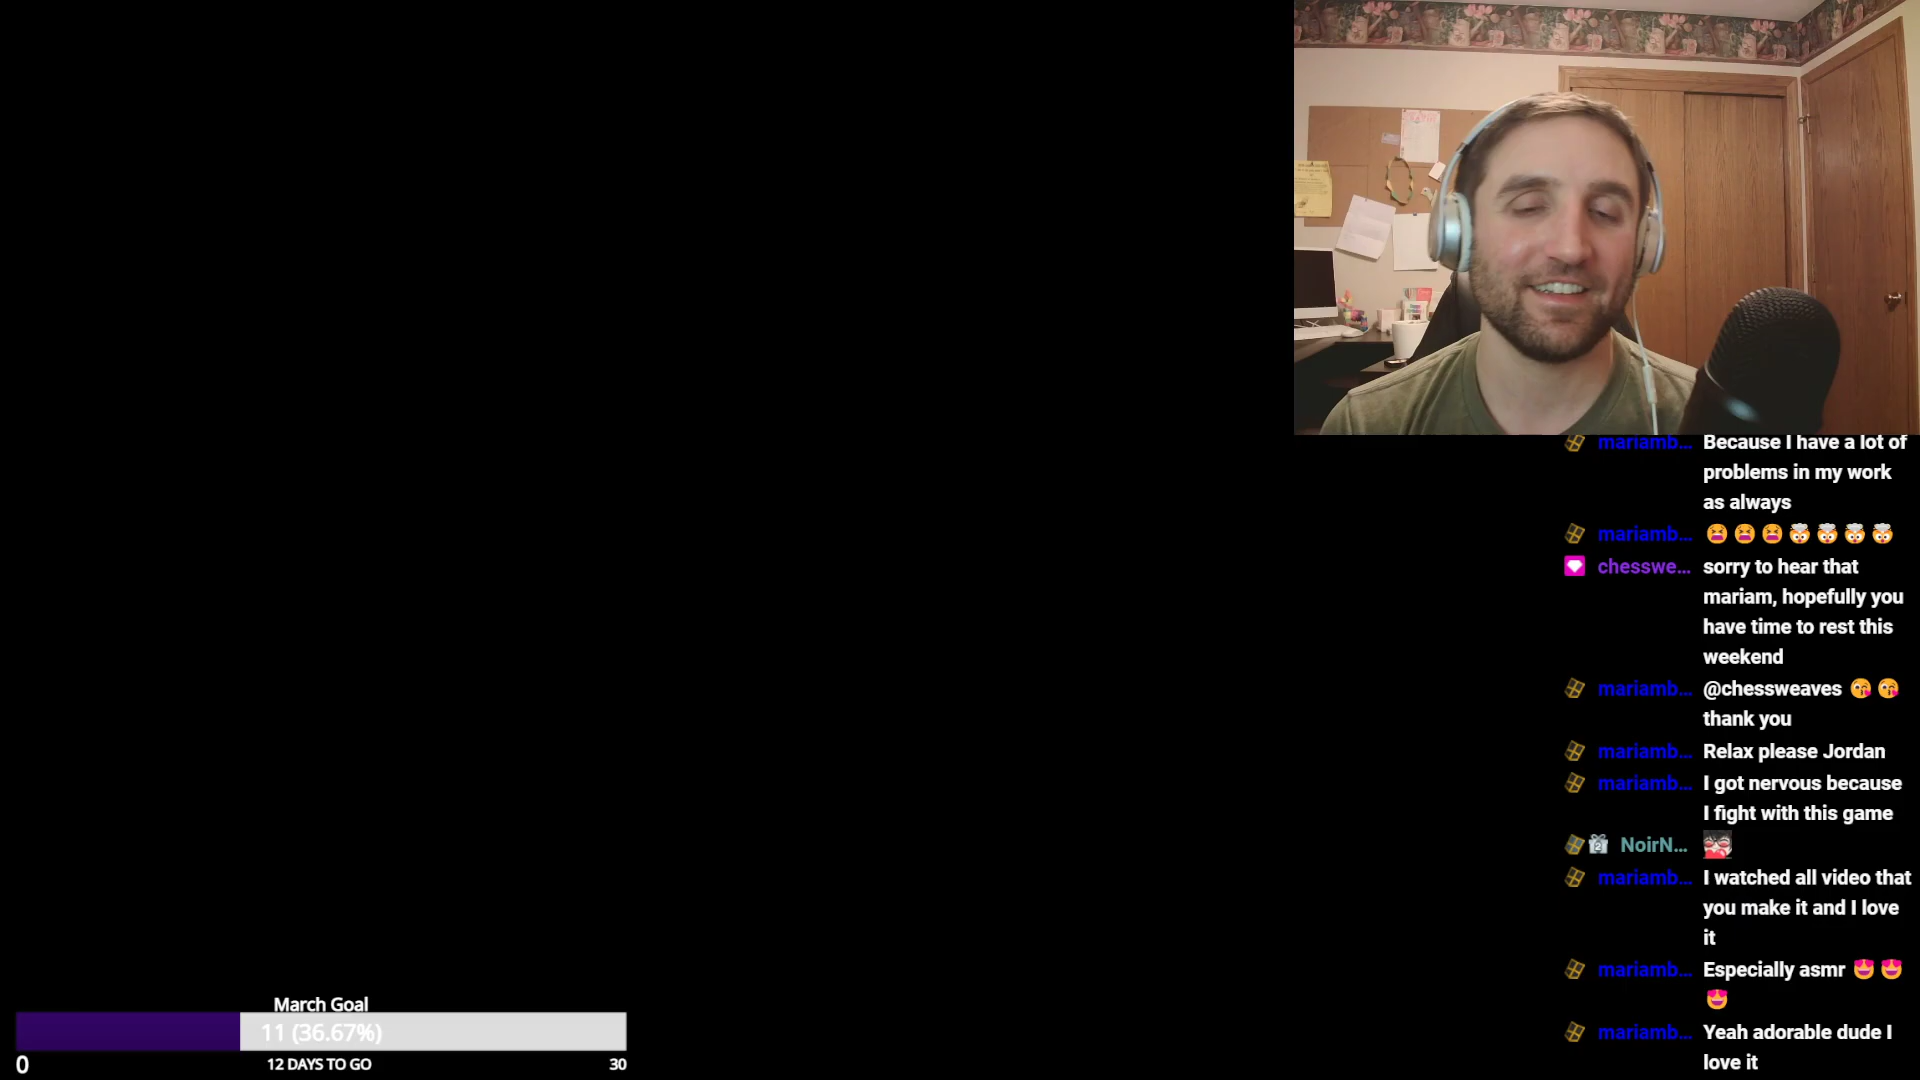 mariamb... Because I have a lot of
problems in my work
as always
mariamb... 😫 😫 😫 🤯 🤯 🤯 🤯
chesswe... sorry to hear that
mariam, hopefully you
have time to rest this
weekend
mariamb... @chessweaves 😘 😘
thank you
mariamb... Relax please Jordan
mariamb... I got nervous because
I fight with this game
NoirN...
mariamb... I watched all video that
you make it and I love
it
mariamb... Especially asmr 😍 😍
😍
mariamb... Yeah adorable dude I
love it
March Goal
11 (36.67%)
0 12 DAYS TO GO 30